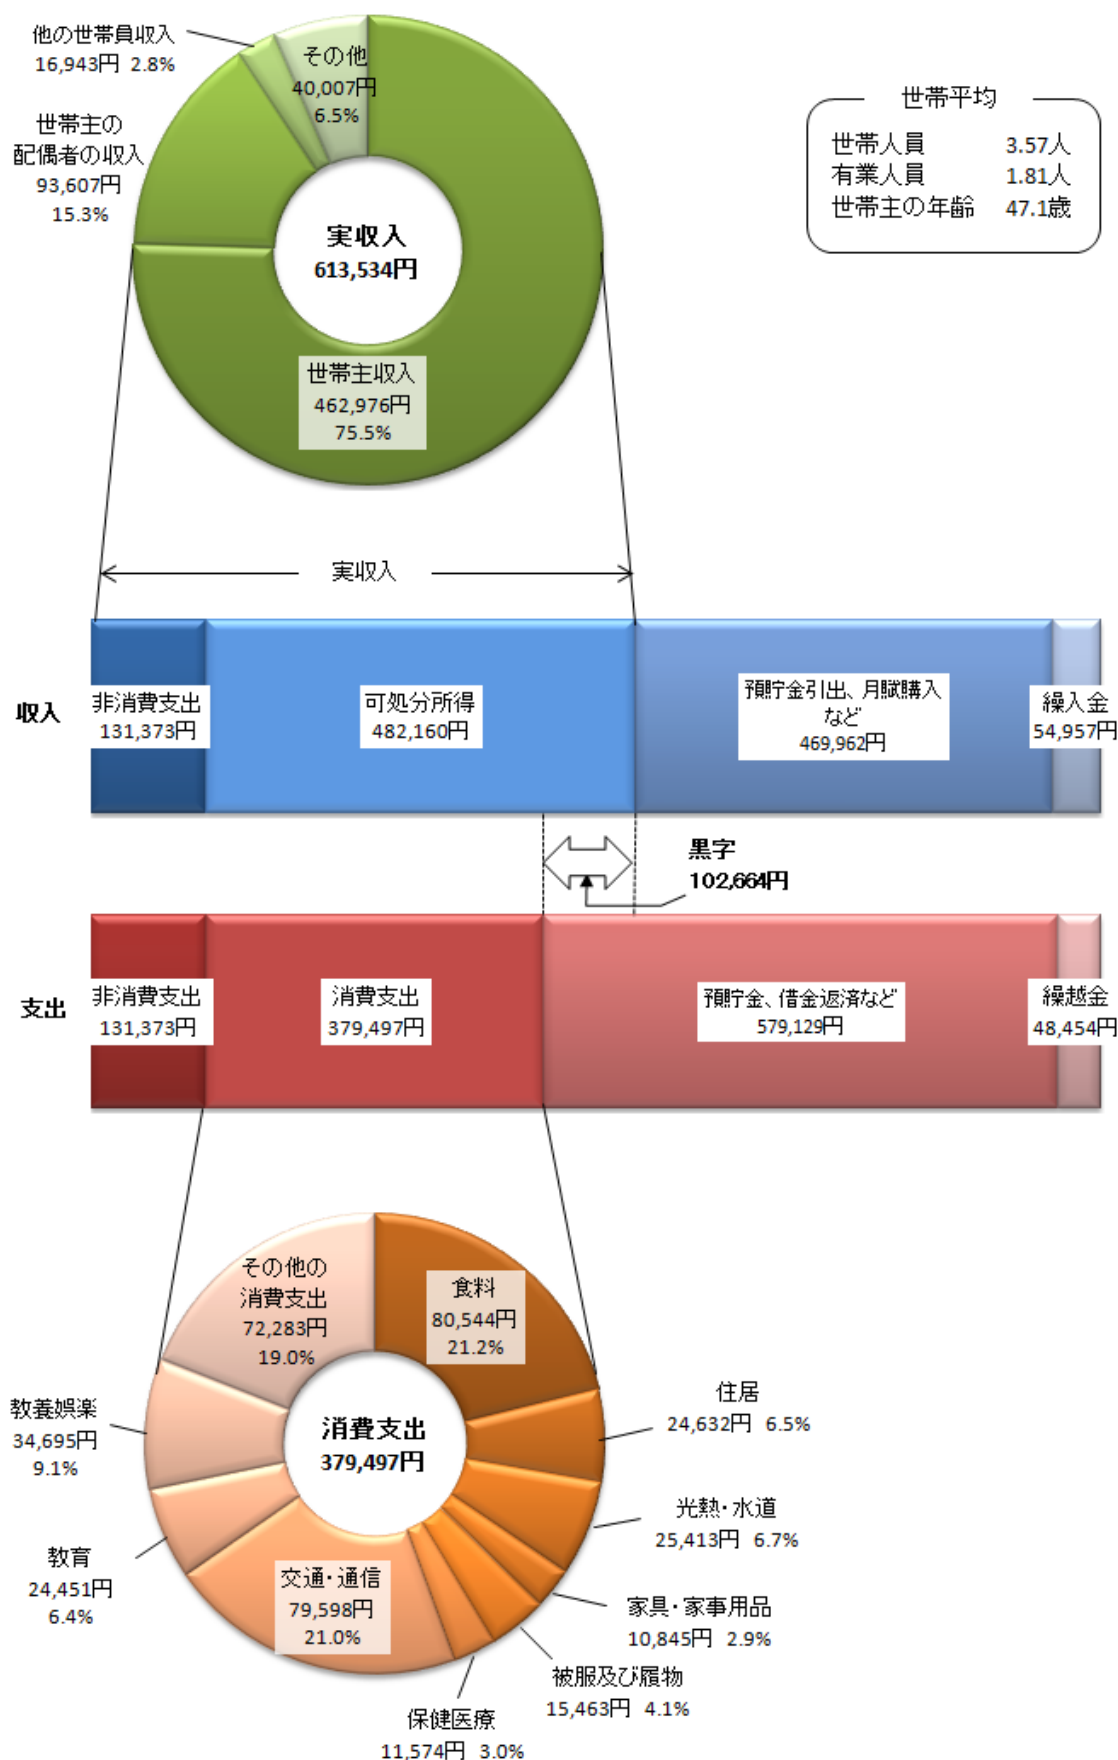 他の世帯員収入
16,943円 2.8%
その他
40,007円
6.5%
世帯主の
配偶者の収入
93,607円
15.3%
実収入
613,534円
世帯主収入
462,976円
75.5%
世帯平均
世帯人員 3.57人
有業人員 1.81人
世帯主の年齢 47.1歳
実収入
収入
非消費支出
131,373円
可処分所得
482,160円
預貯金引出、月賦購入
など
469,962円
繰入金
54,957円
黒字
102,664円
支出
非消費支出
131,373円
消費支出
379,497円
預貯金、借金返済など
579,129円
繰越金
48,454円
その他の
消費支出
72,283円
19.0%
食料
80,544円
21.2%
住居
24,632円 6.5%
光熱・水道
25,413円 6.7%
家具・家事用品
10,845円 2.9%
被服及び履物
15,463円 4.1%
保健医療
11,574円 3.0%
交通・通信
79,598円
21.0%
教育
24,451円
6.4%
教養娯楽
34,695円
9.1%
消費支出
379,497円